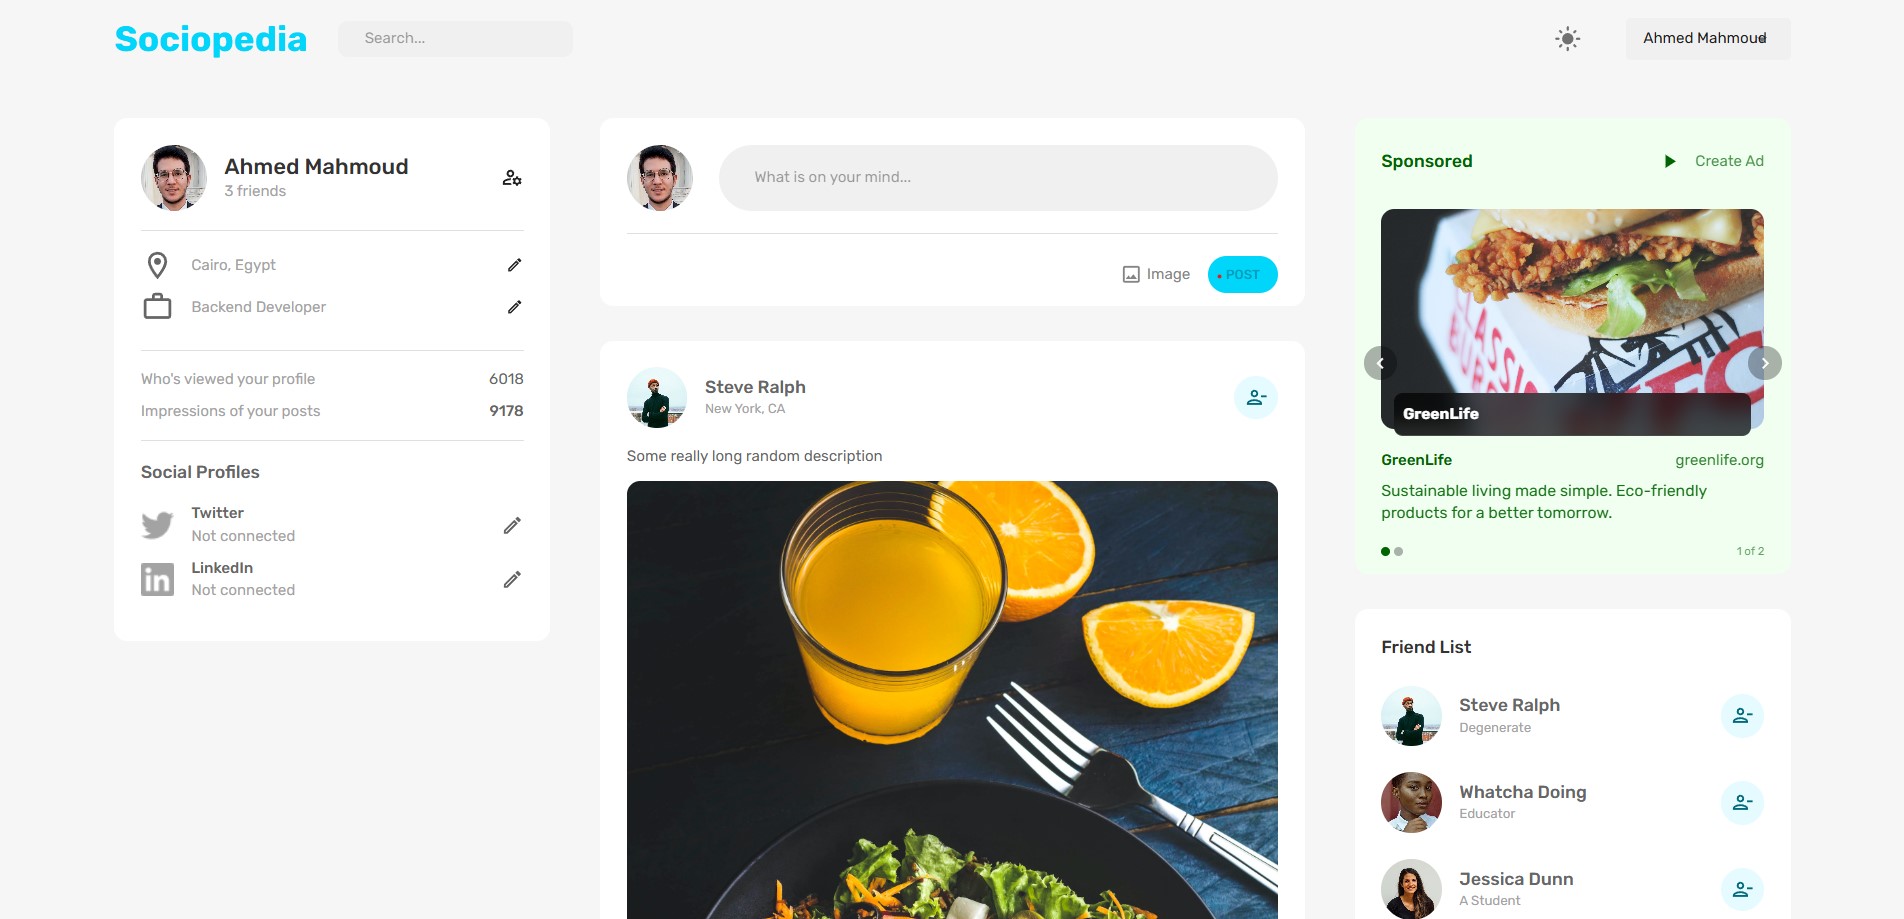 Sociopedia
Search...
Ahmed Mahmoud
Ahmed Mahmoud
3 friends
Cairo, Egypt
Backend Developer
Who's viewed your profile 6018
Impressions of your posts 9178
Social Profiles
Twitter
Not connected
LinkedIn
Not connected
What is on your mind...
Image
POST
Steve Ralph
New York, CA
Some really long random description
Sponsored
Create Ad
GreenLife
GreenLife greenlife.org
Sustainable living made simple. Eco-friendly
products for a better tomorrow.
1 of 2
Friend List
Steve Ralph
Degenerate
Whatcha Doing
Educator
Jessica Dunn
A Student